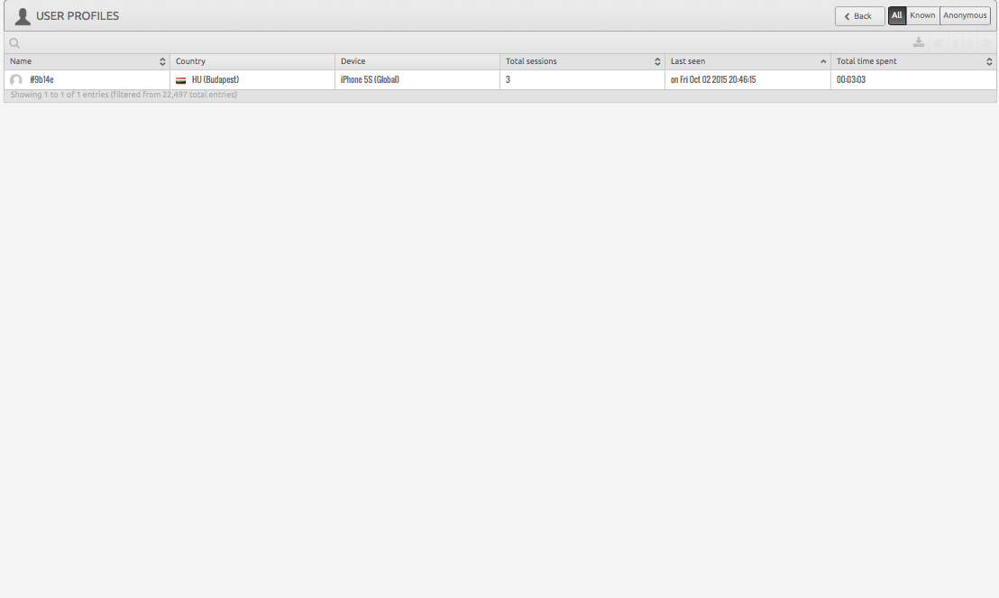 USER PROFILES
Back
All Known Anonymous
Name Country Device Total sessions Last seen Total time spent
#9b14e HU (Budapest) iPhone 5S (Global) 3 on Fri Oct 02 2015 20:46:15 00:03:03
Showing 1 to 1 of 1 entries (filtered from 22,497 total entries)